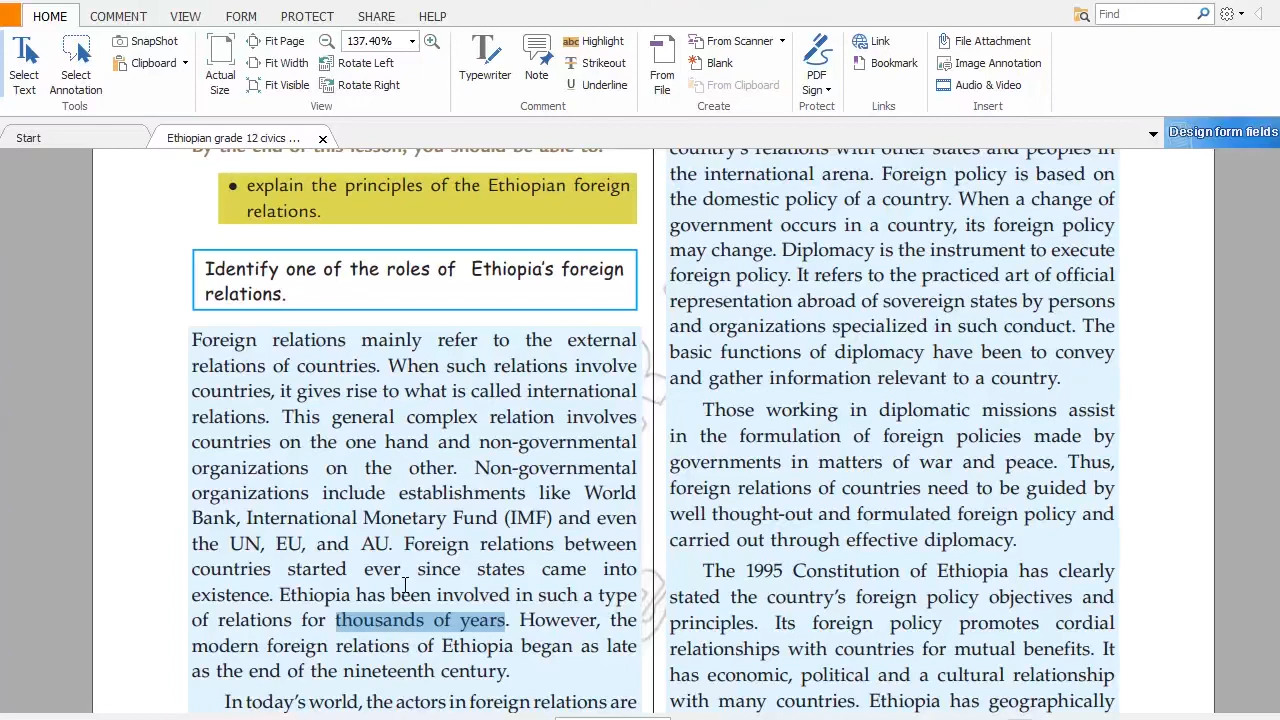 HOME COMMENT VIEW FORM PROTECT SHARE HELP
Find
Select Text
Select Annotation
SnapShot
Clipboard
Tools
Actual Size
Fit Page
Fit Width
Fit Visible
137.40%
Rotate Left
Rotate Right
View
Typewriter
Note
Highlight
Strikeout
Underline
Comment
From File
From Scanner
Blank
From Clipboard
Create
PDF Sign
Protect
Link
Bookmark
Links
File Attachment
Image Annotation
Audio & Video
Insert
Start
Ethiopian grade 12 civics ...
Design form fields
By the end of this lesson, you should be able to:
• explain the principles of the Ethiopian foreign
relations.
Identify one of the roles of Ethiopia's foreign
relations.
Foreign relations mainly refer to the external
relations of countries. When such relations involve
countries, it gives rise to what is called international
relations. This general complex relation involves
countries on the one hand and non-governmental
organizations on the other. Non-governmental
organizations include establishments like World
Bank, International Monetary Fund (IMF) and even
the UN, EU, and AU. Foreign relations between
countries started ever since states came into
existence. Ethiopia has been involved in such a type
of relations for thousands of years. However, the
modern foreign relations of Ethiopia began as late
as the end of the nineteenth century.
In today's world, the actors in foreign relations are
country's relations with other states and peoples in
the international arena. Foreign policy is based on
the domestic policy of a country. When a change of
government occurs in a country, its foreign policy
may change. Diplomacy is the instrument to execute
foreign policy. It refers to the practiced art of official
representation abroad of sovereign states by persons
and organizations specialized in such conduct. The
basic functions of diplomacy have been to convey
and gather information relevant to a country.
Those working in diplomatic missions assist
in the formulation of foreign policies made by
governments in matters of war and peace. Thus,
foreign relations of countries need to be guided by
well thought-out and formulated foreign policy and
carried out through effective diplomacy.
The 1995 Constitution of Ethiopia has clearly
stated the country's foreign policy objectives and
principles. Its foreign policy promotes cordial
relationships with countries for mutual benefits. It
has economic, political and a cultural relationship
with many countries. Ethiopia has geographically